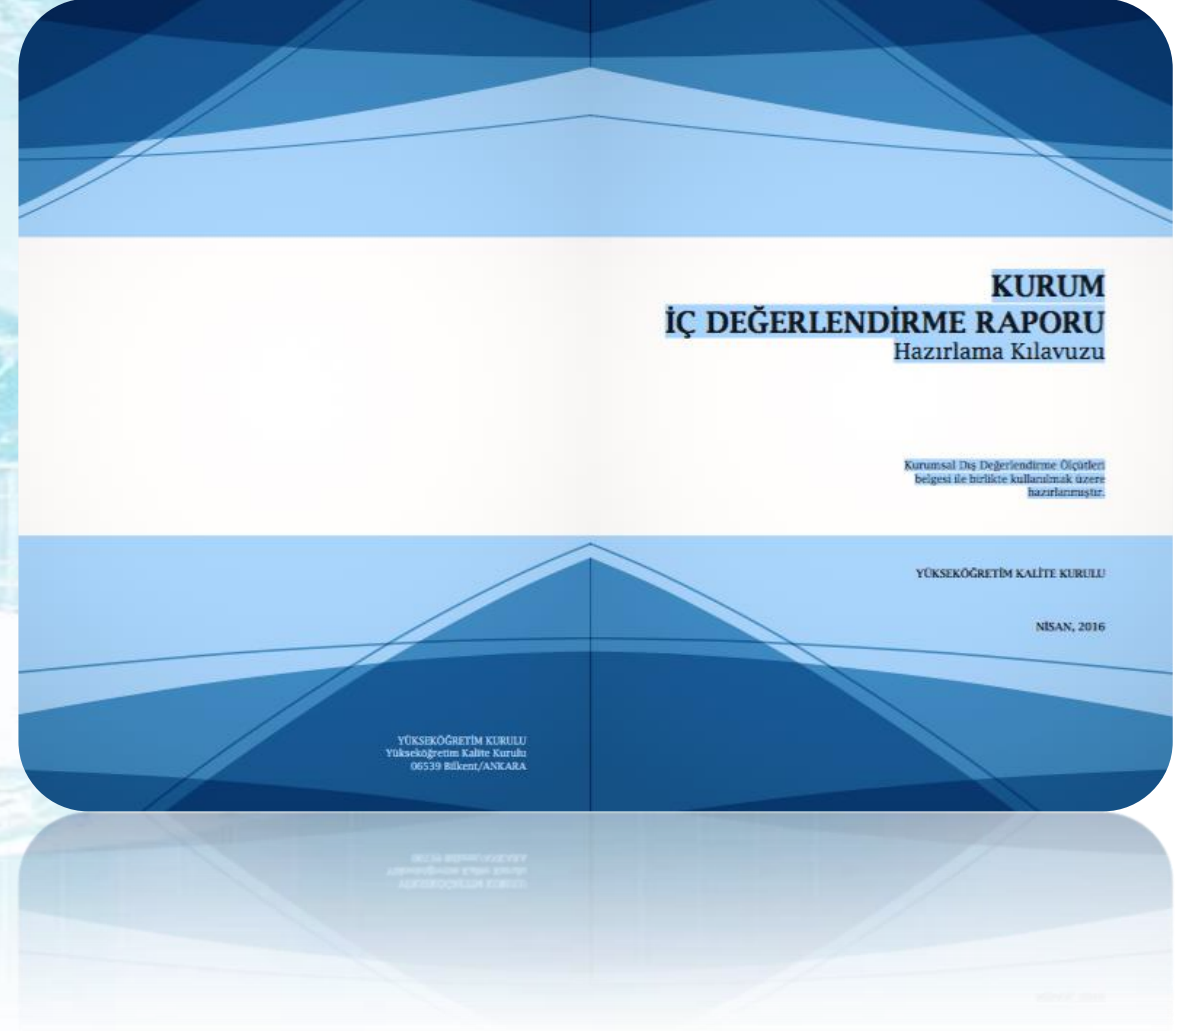 KURUM
İÇ DEĞERLENDİRME RAPORU
Hazırlama Kılavuzu
Kurumsal Dış Değerlendirme Ölçütleri
belgesi ile birlikte kullanılmak üzere
hazırlanmıştır.
YÜKSEKÖĞRETİM KALİTE KURULU
NİSAN, 2016
YÜKSEKÖĞRETİM KURULU
Yükseköğretim Kalite Kurulu
06539 Bilkent/ANKARA